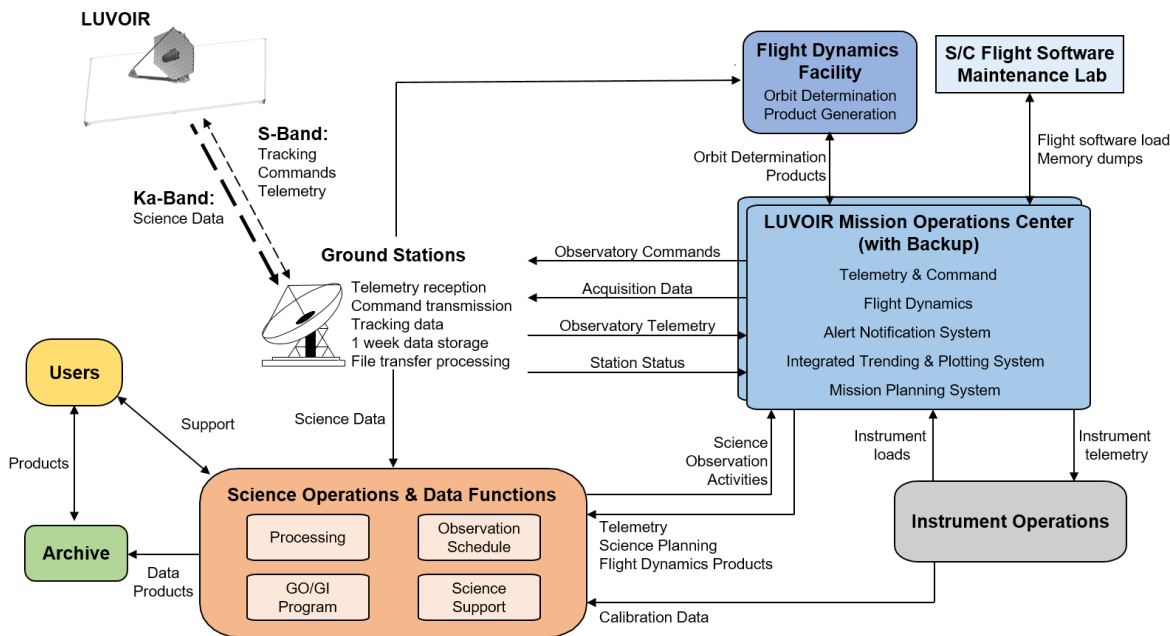 LUVOIR
S-Band:
Tracking
Commands
Telemetry
Ka-Band:
Science Data
Flight Dynamics
Facility
Orbit Determination
Product Generation
S/C Flight Software
Maintenance Lab
Orbit Determination
Products
Flight software load
Memory dumps
Ground Stations
Telemetry reception
Command transmission
Tracking data
1 week data storage
File transfer processing
Observatory Commands
Acquisition Data
Observatory Telemetry
Station Status
LUVOIR Mission Operations Center
(with Backup)
Telemetry & Command
Flight Dynamics
Alert Notification System
Integrated Trending & Plotting System
Mission Planning System
Users
Support
Products
Archive
Data
Products
Science Data
Science Operations & Data Functions
Processing
Observation
Schedule
GO/GI
Program
Science
Support
Science
Observation
Activities
Telemetry
Science Planning
Flight Dynamics Products
Instrument
loads
Instrument
telemetry
Instrument Operations
Calibration Data